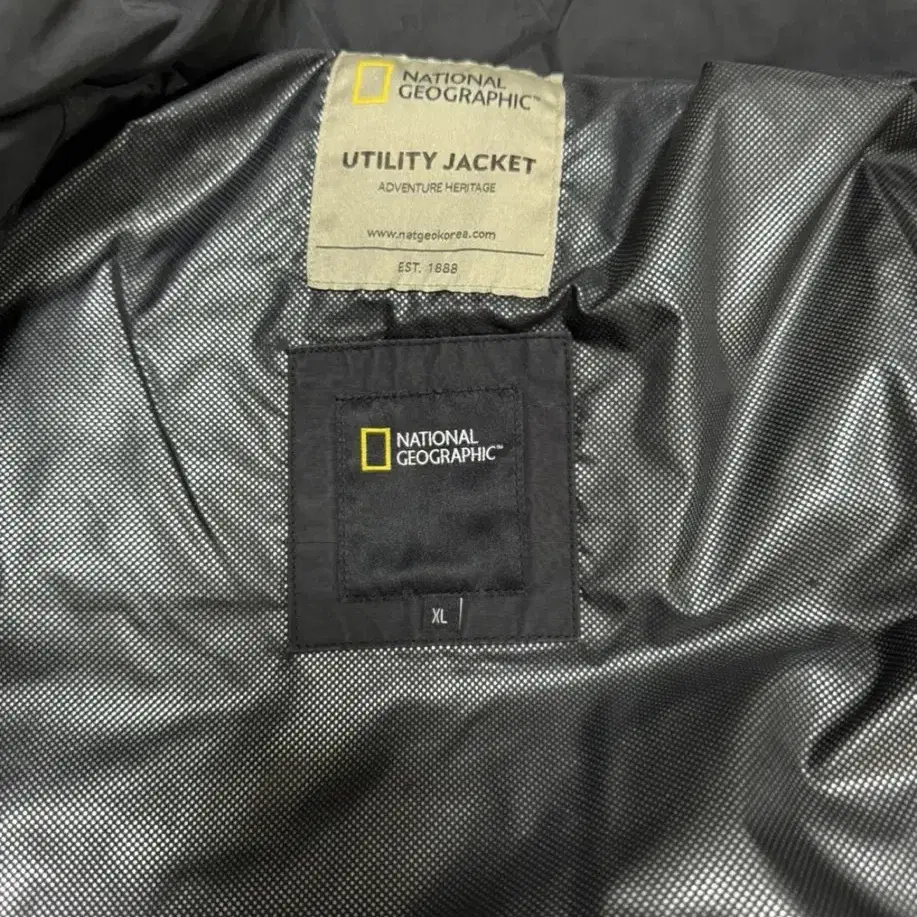 NATIONAL
GEOGRAPHIC™
UTILITY JACKET
ADVENTURE HERITAGE
www.natgeokorea.com
EST. 1888
NATIONAL
GEOGRAPHIC™
XL